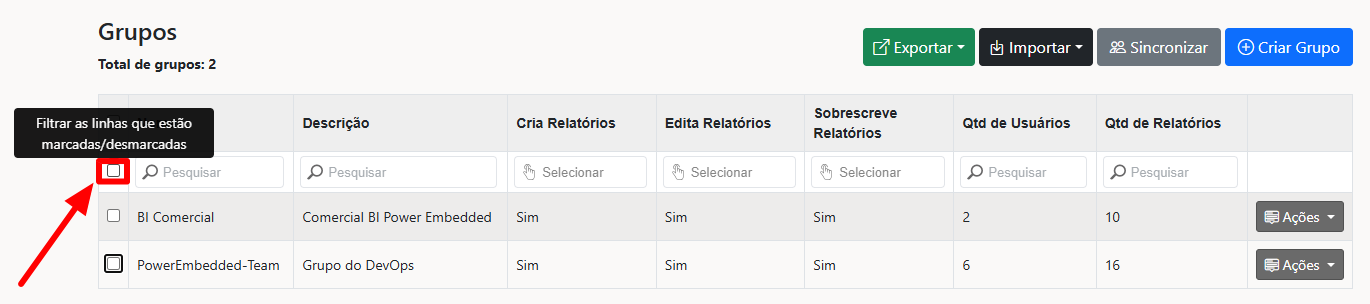 Grupos
Total de grupos: 2
Exportar
Importar
Sincronizar
Criar Grupo
Filtrar as linhas que estão
marcadas/desmarcadas
Descrição
Cria Relatórios
Edita Relatórios
Sobrescreve
Relatórios
Qtd de Usuários
Qtd de Relatórios
Pesquisar
Pesquisar
Selecionar
Selecionar
Selecionar
Pesquisar
Pesquisar
BI Comercial
Comercial BI Power Embedded
Sim
Sim
Sim
2
10
Ações
PowerEmbedded-Team
Grupo do DevOps
Sim
Sim
Sim
6
16
Ações